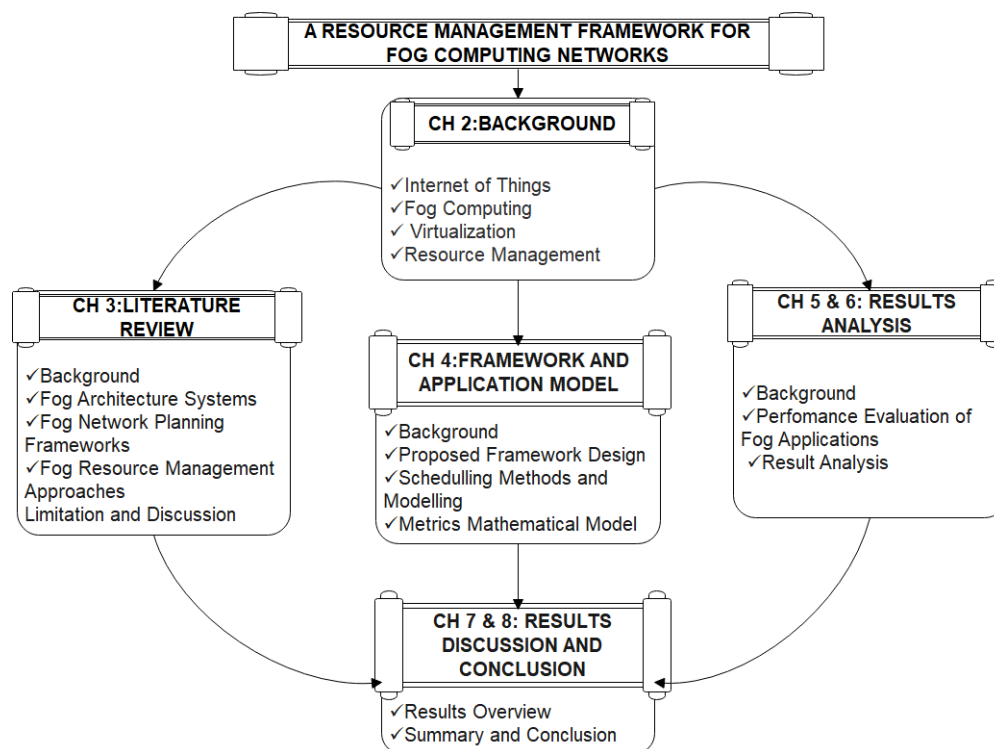 A RESOURCE MANAGEMENT FRAMEWORK FOR
FOG COMPUTING NETWORKS
CH 2:BACKGROUND
✓Internet of Things
✓Fog Computing
✓ Virtualization
✓Resource Management
CH 3:LITERATURE
REVIEW
✓Background
✓Fog Architecture Systems
✓Fog Network Planning
Frameworks
✓Fog Resource Management
Approaches
Limitation and Discussion
CH 4:FRAMEWORK AND
APPLICATION MODEL
✓Background
✓Proposed Framework Design
✓Schedulling Methods and
Modelling
✓Metrics Mathematical Model
CH 5 & 6: RESULTS
ANALYSIS
✓Background
✓Perfomance Evaluation of
Fog Applications
✓Result Analysis
CH 7 & 8: RESULTS
DISCUSSION AND
CONCLUSION
✓Results Overview
✓Summary and Conclusion